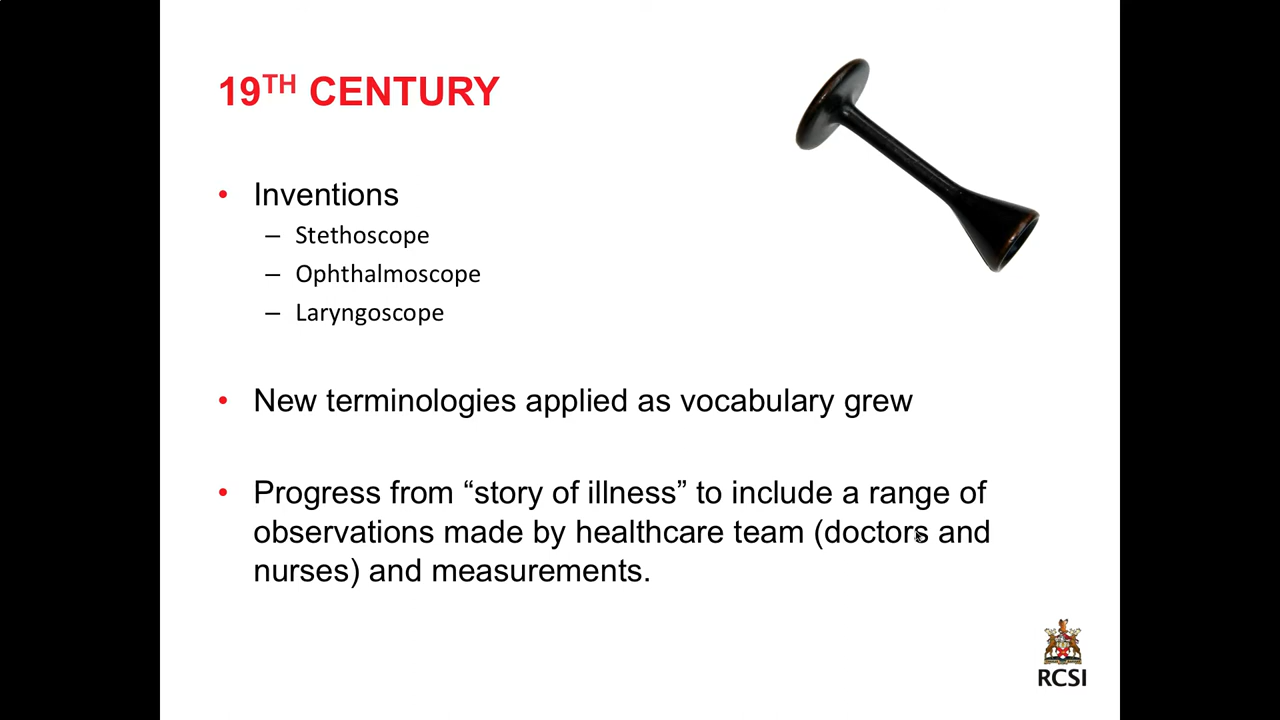 19TH CENTURY
• Inventions
– Stethoscope
– Ophthalmoscope
– Laryngoscope
• New terminologies applied as vocabulary grew
• Progress from “story of illness” to include a range of
observations made by healthcare team (doctors and
nurses) and measurements.
RCSI